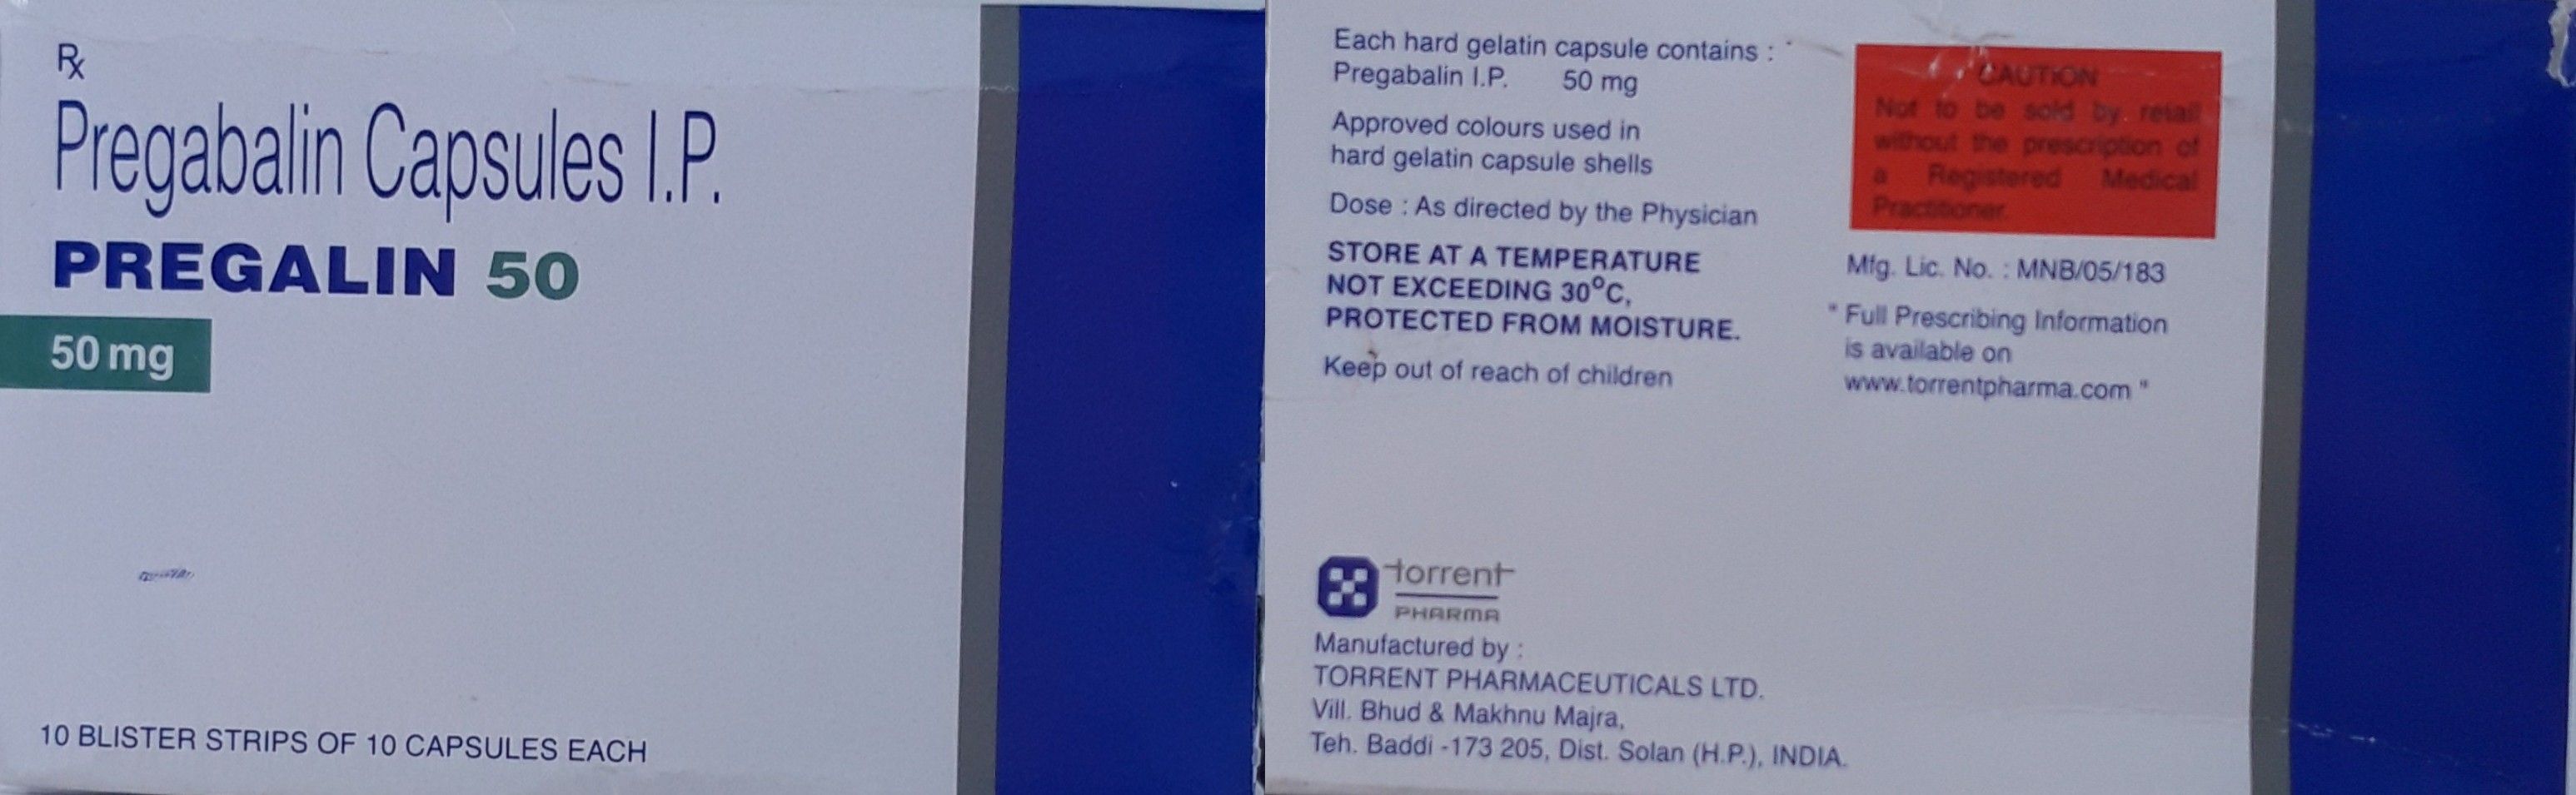 Rx
Pregabalin Capsules I.P.
PREGALIN 50
50 mg
10 BLISTER STRIPS OF 10 CAPSULES EACH
Each hard gelatin capsule contains :
Pregabalin I.P. 50 mg
Approved colours used in
hard gelatin capsule shells
Dose : As directed by the Physician
STORE AT A TEMPERATURE
NOT EXCEEDING 30°C,
PROTECTED FROM MOISTURE.
Keep out of reach of children
CAUTION
Not to be sold by retail
without the prescription of
a Registered Medical
Practitioner.
Mfg. Lic. No. : MNB/05/183
" Full Prescribing Information
is available on
www.torrentpharma.com "
torrent
PHARMA
Manufactured by :
TORRENT PHARMACEUTICALS LTD.
Vill. Bhud & Makhnu Majra,
Teh. Baddi -173 205, Dist. Solan (H.P.), INDIA.